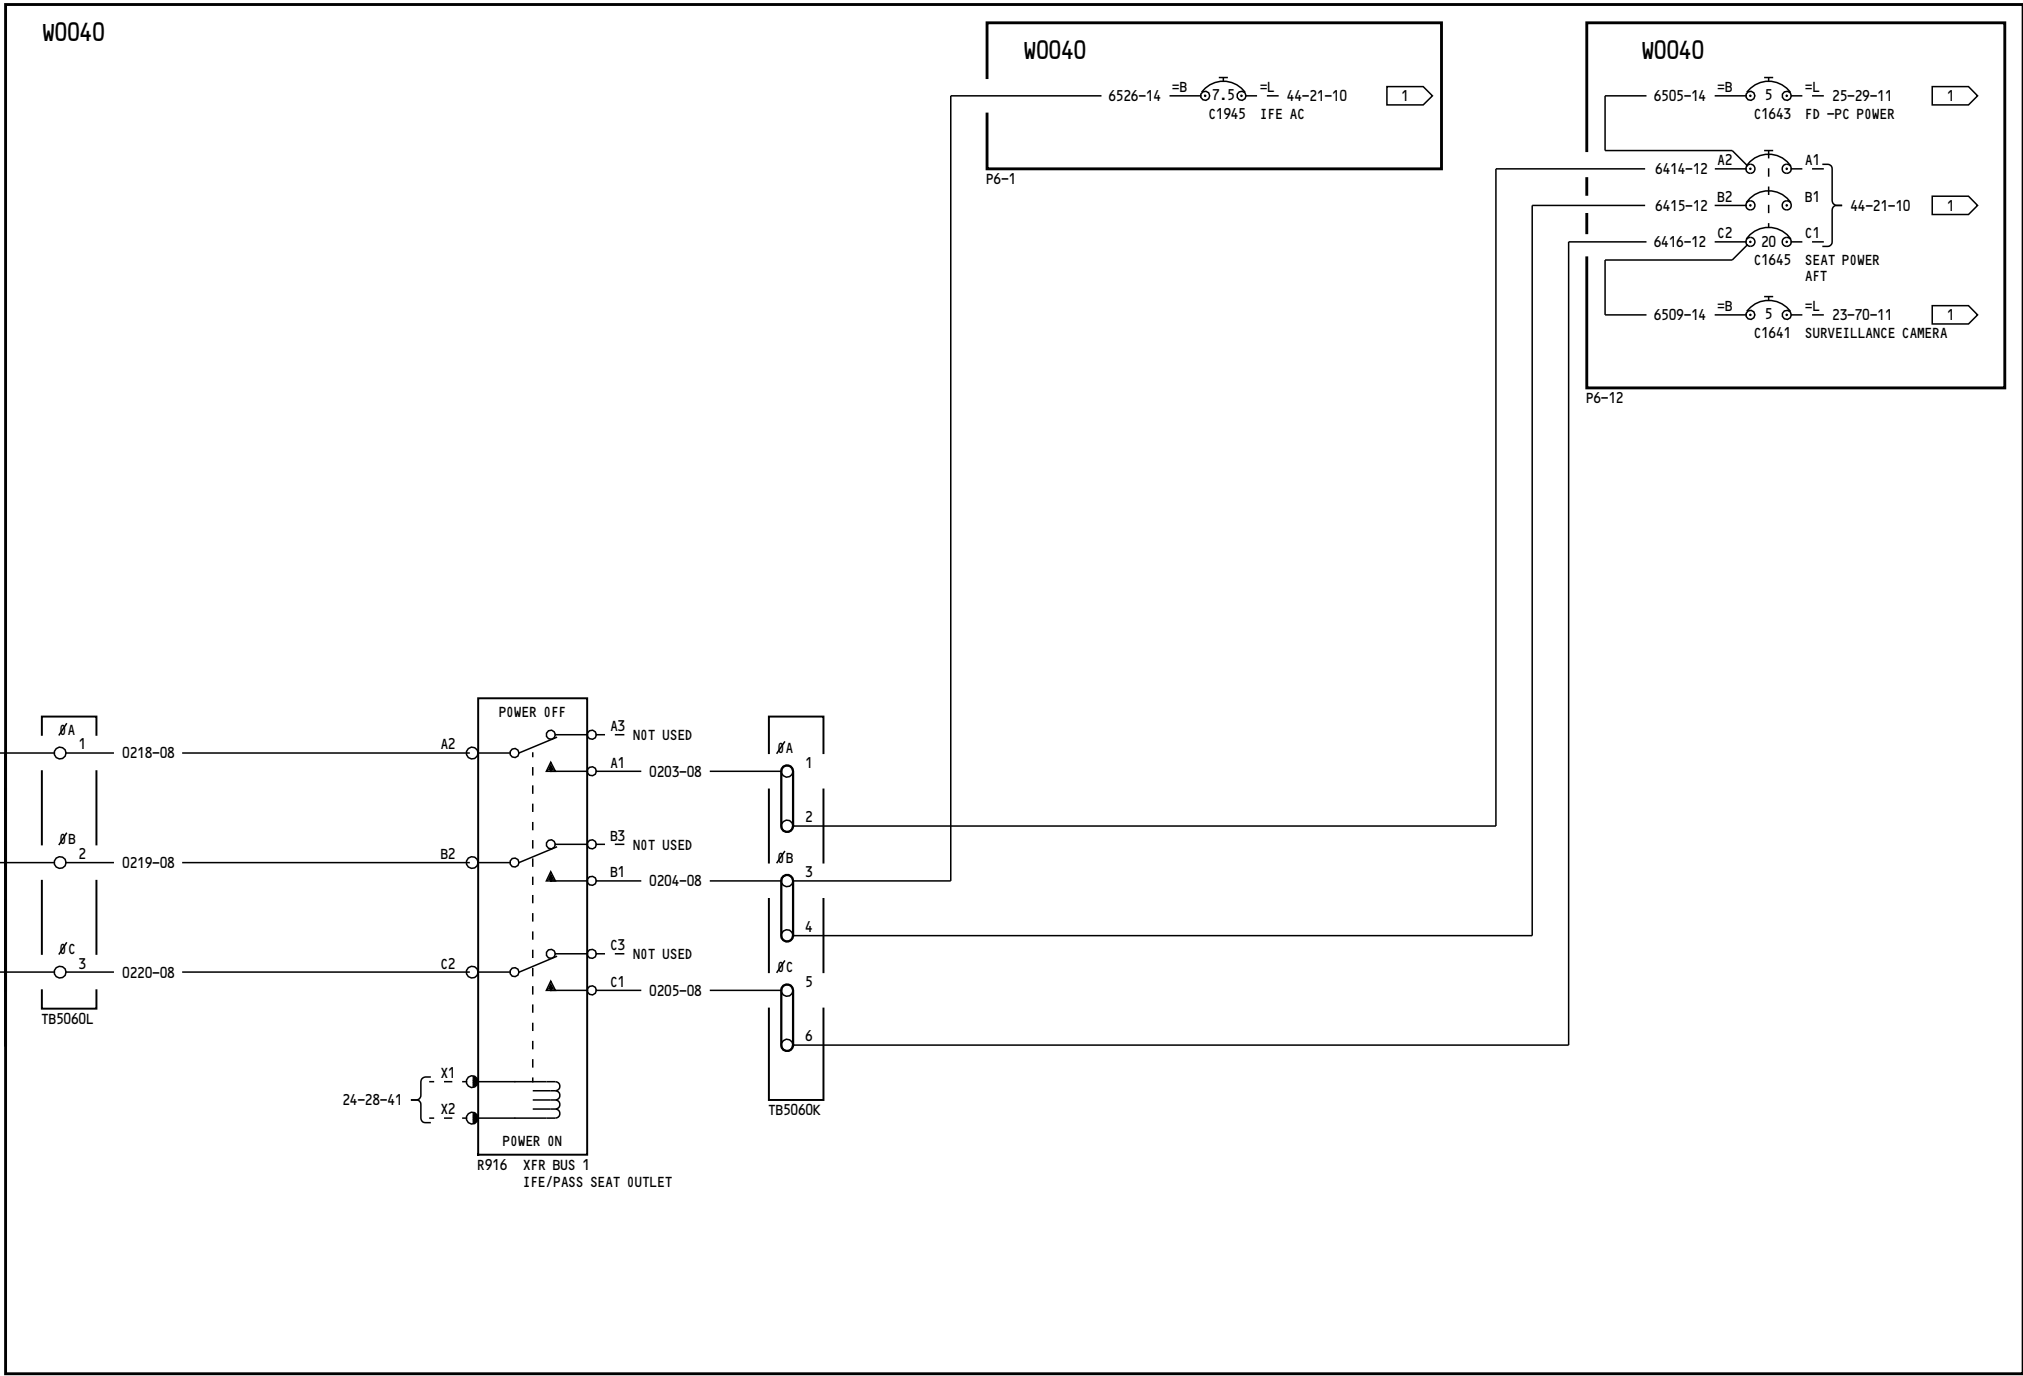 W0040
W0040
6526-14 =B 7.5 =L 44-21-10 1
C1945 IFE AC
P6-1
W0040
6505-14 =B 5 =L 25-29-11 1
C1643 FD -PC POWER
6414-12 A2 A1
6415-12 B2 B1 44-21-10 1
6416-12 C2 20 C1
C1645 SEAT POWER
AFT
6509-14 =B 5 =L 23-70-11 1
C1641 SURVEILLANCE CAMERA
P6-12
ØA
1 0218-08
ØB
2 0219-08
ØC
3 0220-08
TB5060L
POWER OFF
A2
A3 NOT USED
A1 0203-08
B2
B3 NOT USED
B1 0204-08
C2
C3 NOT USED
C1 0205-08
24-28-41
X1
X2
POWER ON
R916 XFR BUS 1
IFE/PASS SEAT OUTLET
ØA
1
2
ØB
3
4
ØC
5
6
TB5060K